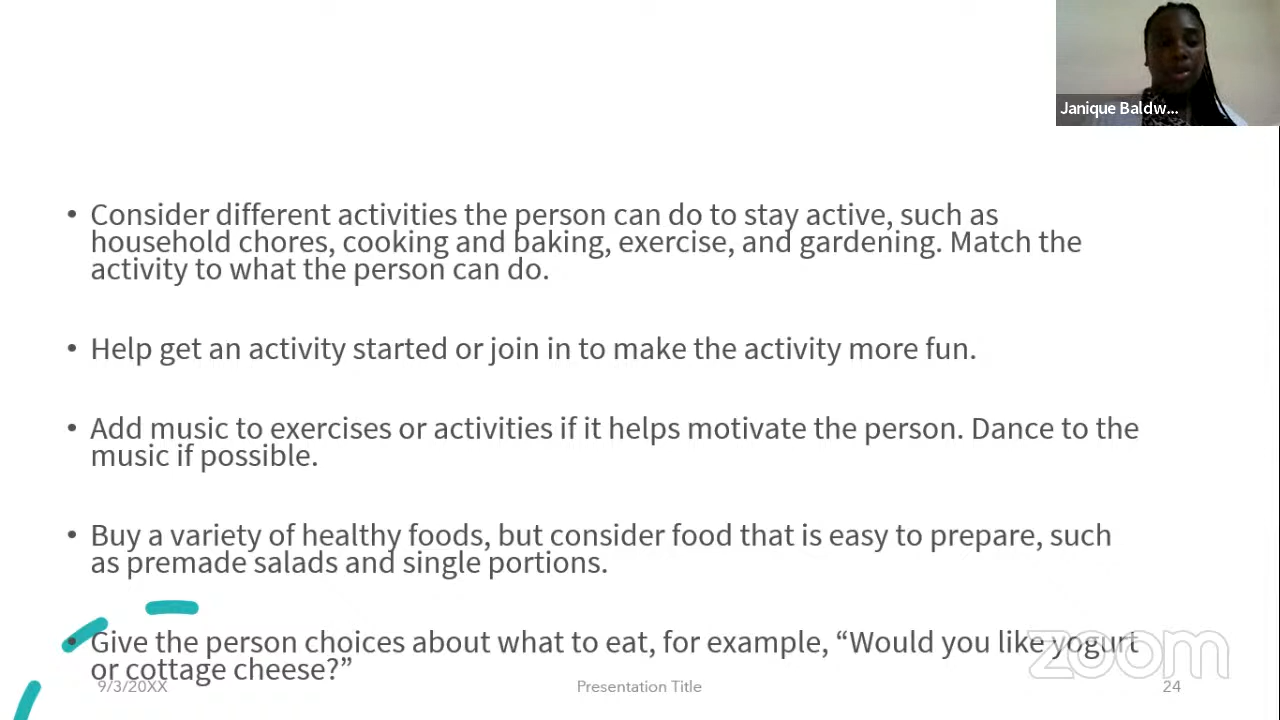 Janique Baldw...
• Consider different activities the person can do to stay active, such as
household chores, cooking and baking, exercise, and gardening. Match the
activity to what the person can do.
• Help get an activity started or join in to make the activity more fun.
• Add music to exercises or activities if it helps motivate the person. Dance to the
music if possible.
• Buy a variety of healthy foods, but consider food that is easy to prepare, such
as premade salads and single portions.
• Give the person choices about what to eat, for example, “Would you like yogurt
or cottage cheese?”
zoom
9/3/20XX Presentation Title 24